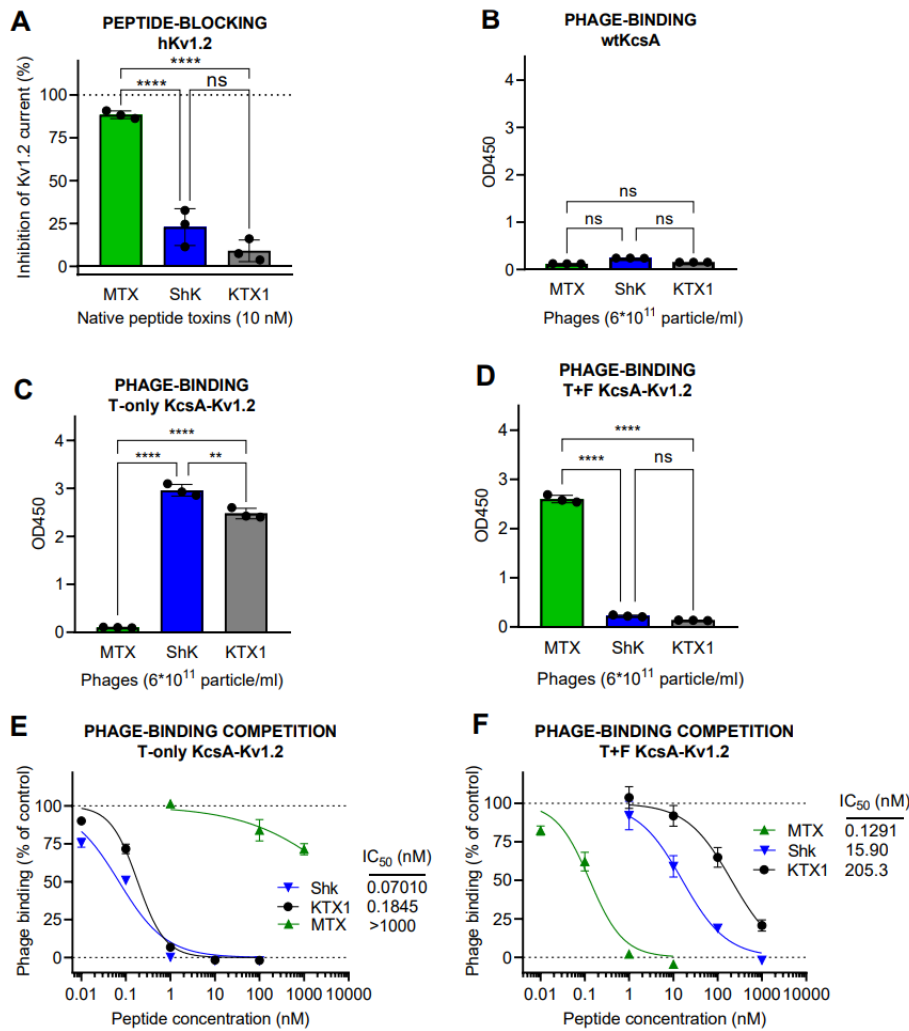 A
PEPTIDE-BLOCKING
hKv1.2
Inhibition of Kv1.2 current (%)
100
75
50
25
0
****
****
ns
MTX
ShK
KTX1
Native peptide toxins (10 nM)
B
PHAGE-BINDING
wtKcsA
OD450
4
3
2
1
0
ns
ns
ns
MTX
ShK
KTX1
Phages (6*10¹¹ particle/ml)
C
PHAGE-BINDING
T-only KcsA-Kv1.2
OD450
4
3
2
1
0
****
****
**
MTX
ShK
KTX1
Phages (6*10¹¹ particle/ml)
D
PHAGE-BINDING
T+F KcsA-Kv1.2
OD450
4
3
2
1
0
****
****
ns
MTX
ShK
KTX1
Phages (6*10¹¹ particle/ml)
E
PHAGE-BINDING COMPETITION
T-only KcsA-Kv1.2
Phage binding (% of control)
100
75
50
25
0
IC₅₀ (nM)
Shk 0.07010
KTX1 0.1845
MTX >1000
0.01 0.1 1 10 100 1000 10000
Peptide concentration (nM)
F
PHAGE-BINDING COMPETITION
T+F KcsA-Kv1.2
Phage binding (% of control)
100
75
50
25
0
IC₅₀ (nM)
MTX 0.1291
Shk 15.90
KTX1 205.3
0.01 0.1 1 10 100 1000 10000
Peptide concentration (nM)